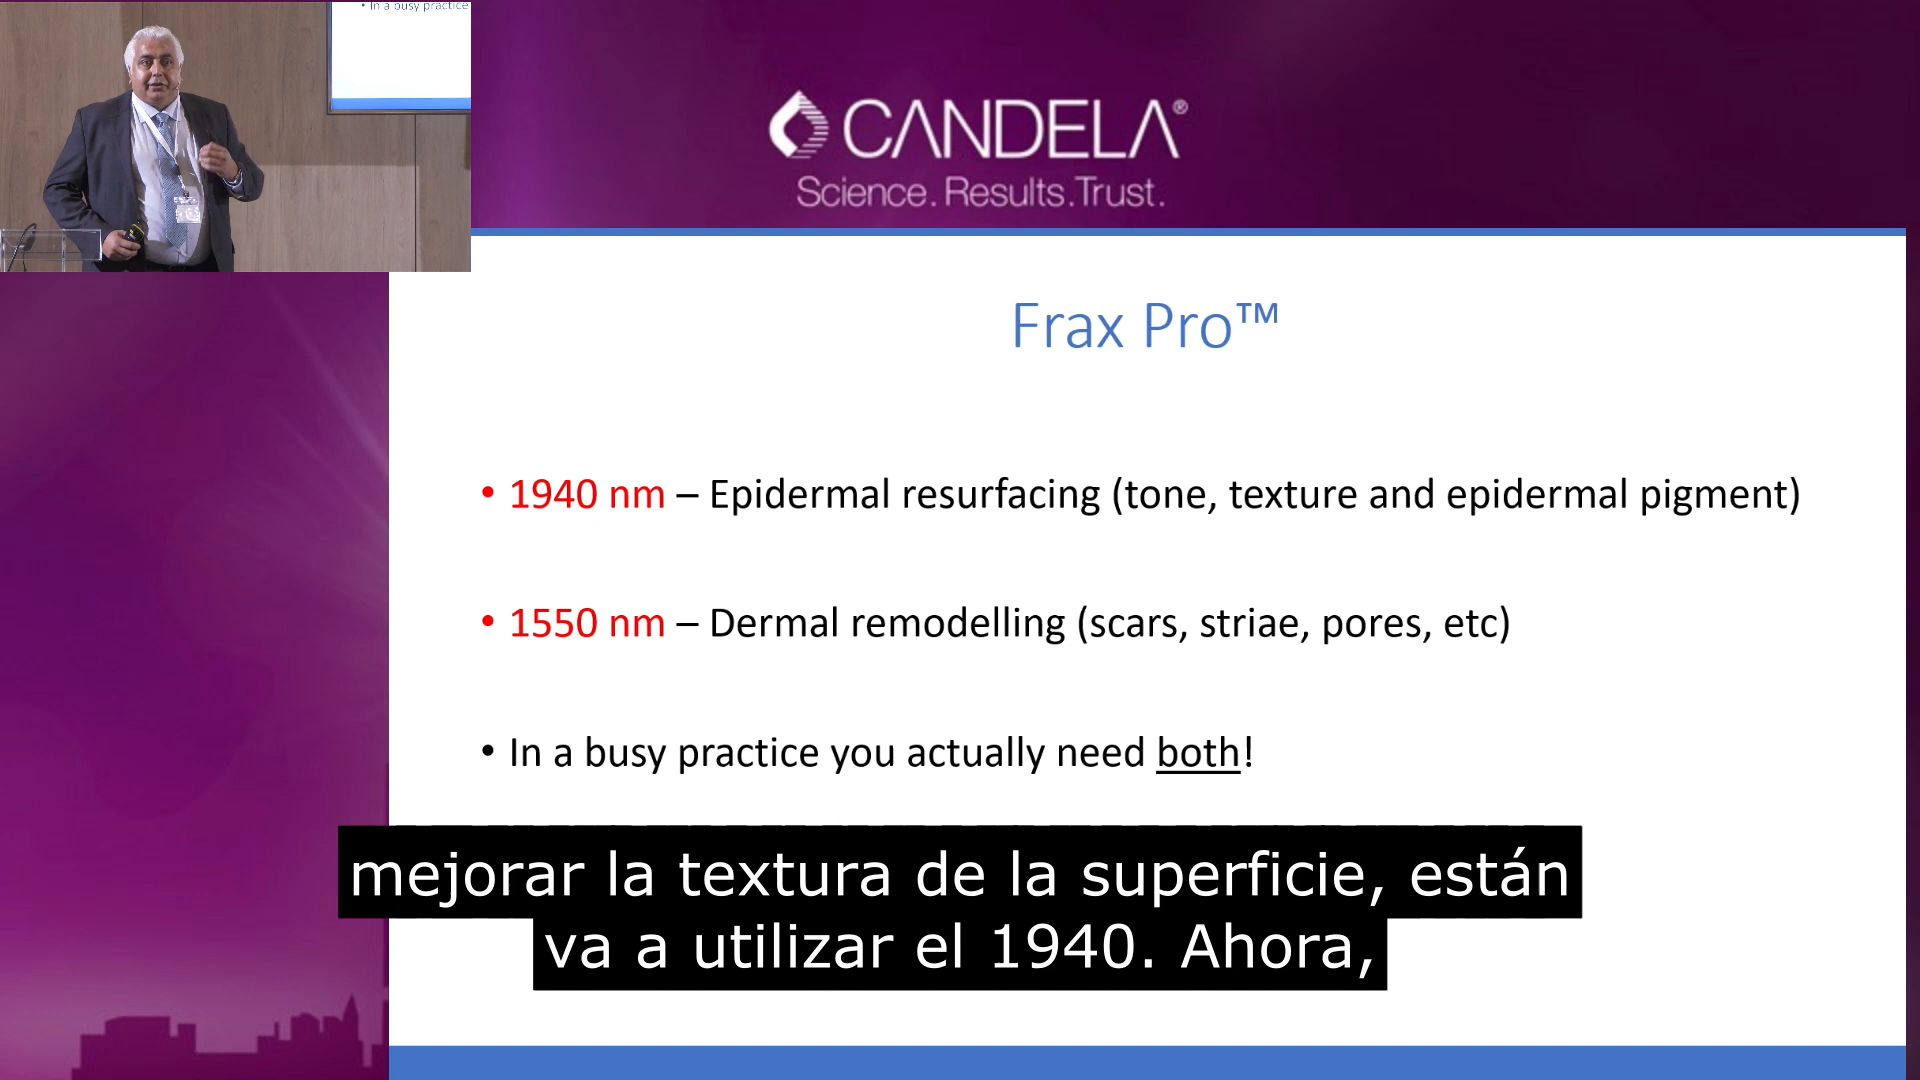 • In a busy practice
CANDELA®
Science. Results. Trust.
Frax Pro™
• 1940 nm – Epidermal resurfacing (tone, texture and epidermal pigment)
• 1550 nm – Dermal remodelling (scars, striae, pores, etc)
• In a busy practice you actually need both!
mejorar la textura de la superficie, están
va a utilizar el 1940. Ahora,